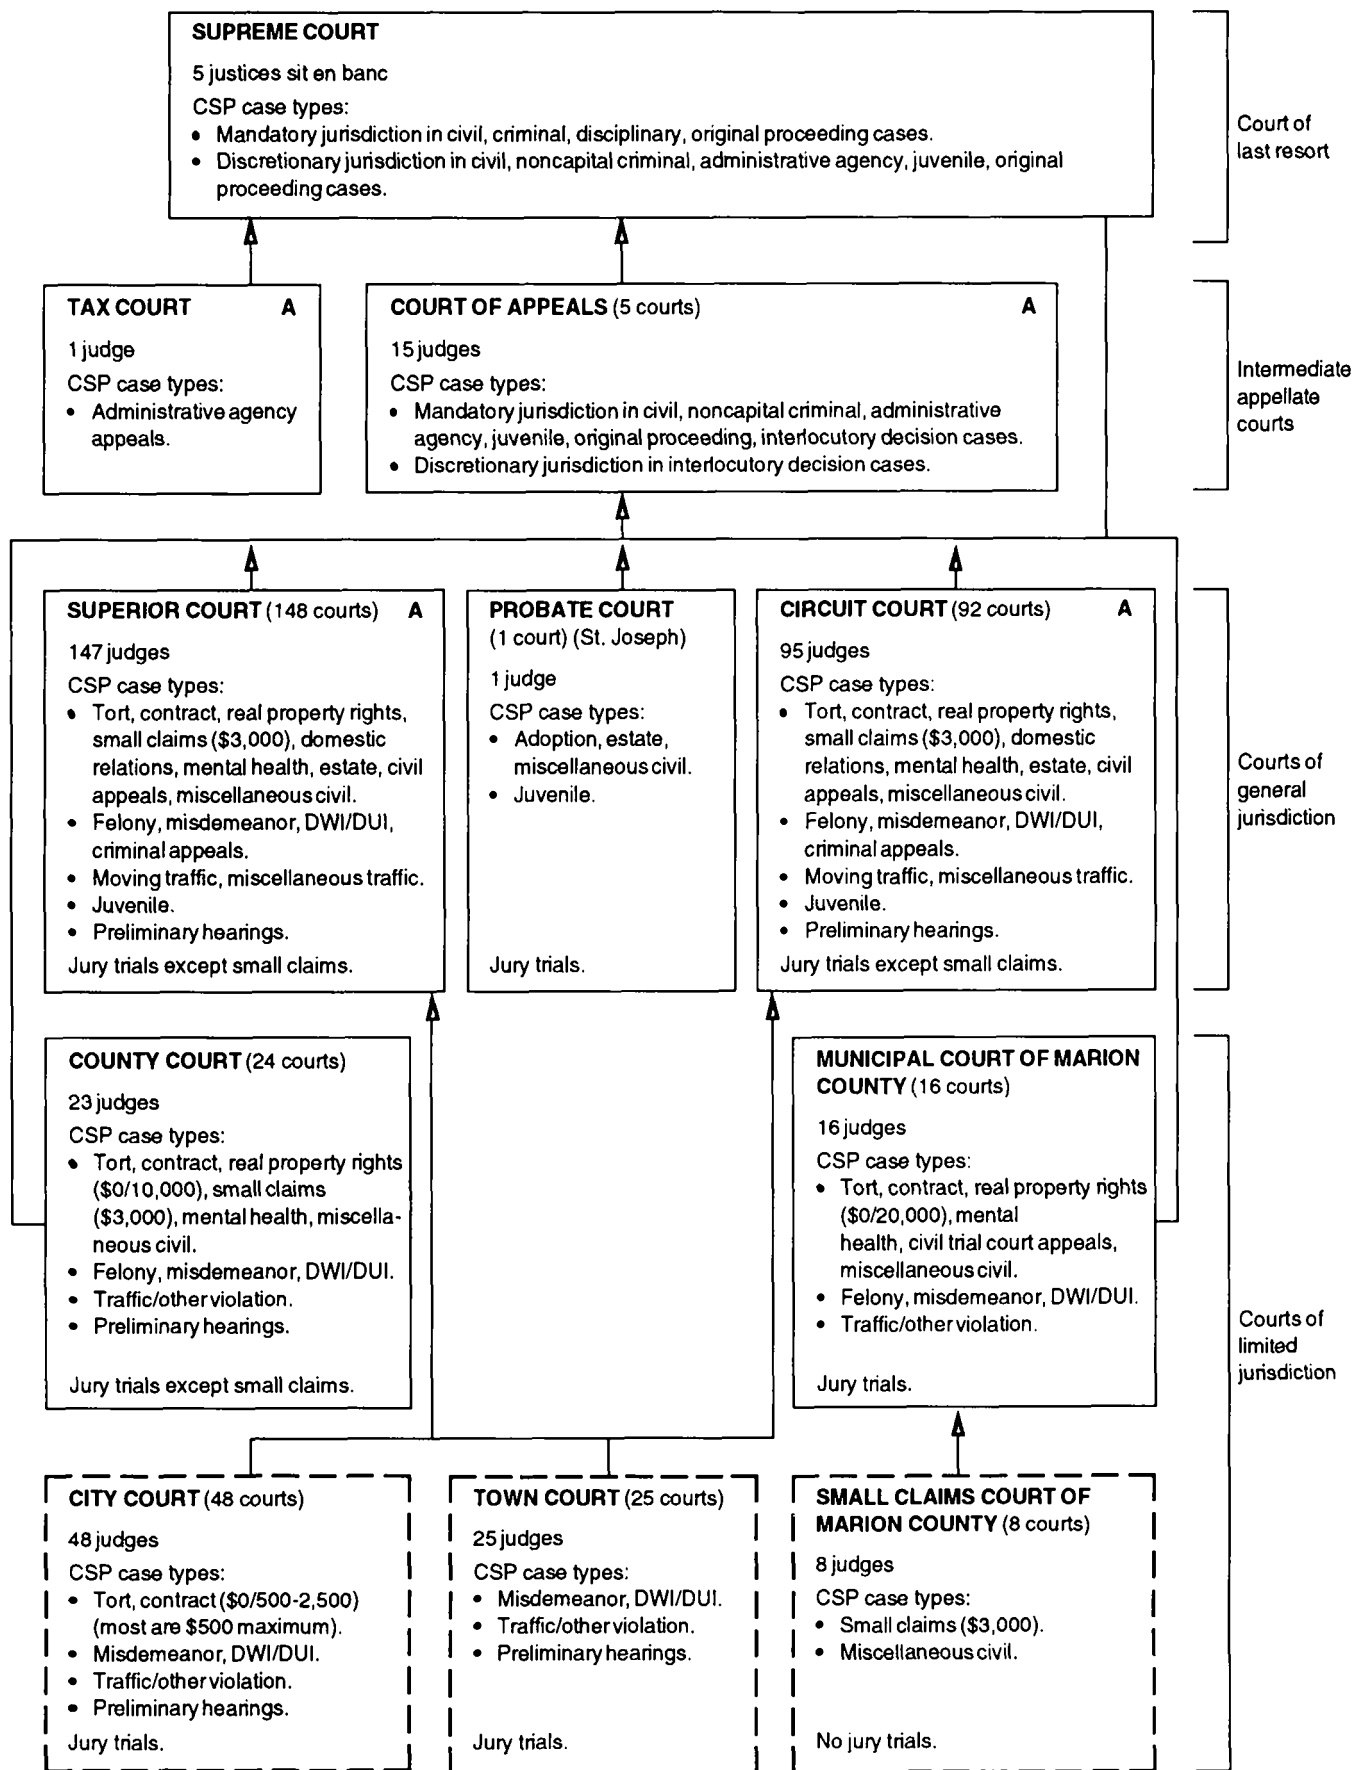 SUPREME COURT
5 justices sit en banc
CSP case types:
• Mandatory jurisdiction in civil, criminal, disciplinary, original proceeding cases.
• Discretionary jurisdiction in civil, noncapital criminal, administrative agency, juvenile, original
proceeding cases.
Court of
last resort
TAX COURT A
1 judge
CSP case types:
• Administrative agency
appeals.
COURT OF APPEALS (5 courts) A
15 judges
CSP case types:
• Mandatory jurisdiction in civil, noncapital criminal, administrative
agency, juvenile, original proceeding, interlocutory decision cases.
• Discretionary jurisdiction in interlocutory decision cases.
Intermediate
appellate
courts
SUPERIOR COURT (148 courts) A
147 judges
CSP case types:
• Tort, contract, real property rights,
small claims ($3,000), domestic
relations, mental health, estate, civil
appeals, miscellaneous civil.
• Felony, misdemeanor, DWI/DUI,
criminal appeals.
• Moving traffic, miscellaneous traffic.
• Juvenile.
• Preliminary hearings.
Jury trials except small claims.
PROBATE COURT
(1 court) (St. Joseph)
1 judge
CSP case types:
• Adoption, estate,
miscellaneous civil.
• Juvenile.
Jury trials.
CIRCUIT COURT (92 courts) A
95 judges
CSP case types:
• Tort, contract, real property rights,
small claims ($3,000), domestic
relations, mental health, estate, civil
appeals, miscellaneous civil.
• Felony, misdemeanor, DWI/DUI,
criminal appeals.
• Moving traffic, miscellaneous traffic.
• Juvenile.
• Preliminary hearings.
Jury trials except small claims.
Courts of
general
jurisdiction
COUNTY COURT (24 courts)
23 judges
CSP case types:
• Tort, contract, real property rights
($0/10,000), small claims
($3,000), mental health, miscella-
neous civil.
• Felony, misdemeanor, DWI/DUI.
• Traffic/other violation.
• Preliminary hearings.
Jury trials except small claims.
MUNICIPAL COURT OF MARION
COUNTY (16 courts)
16 judges
CSP case types:
• Tort, contract, real property rights
($0/20,000), mental
health, civil trial court appeals,
miscellaneous civil.
• Felony, misdemeanor, DWI/DUI.
• Traffic/other violation.
Jury trials.
Courts of
limited
jurisdiction
CITY COURT (48 courts)
48 judges
CSP case types:
• Tort, contract ($0/500-2,500)
(most are $500 maximum).
• Misdemeanor, DWI/DUI.
• Traffic/other violation.
• Preliminary hearings.
Jury trials.
TOWN COURT (25 courts)
25 judges
CSP case types:
• Misdemeanor, DWI/DUI.
• Traffic/other violation.
• Preliminary hearings.
Jury trials.
SMALL CLAIMS COURT OF
MARION COUNTY (8 courts)
8 judges
CSP case types:
• Small claims ($3,000).
• Miscellaneous civil.
No jury trials.